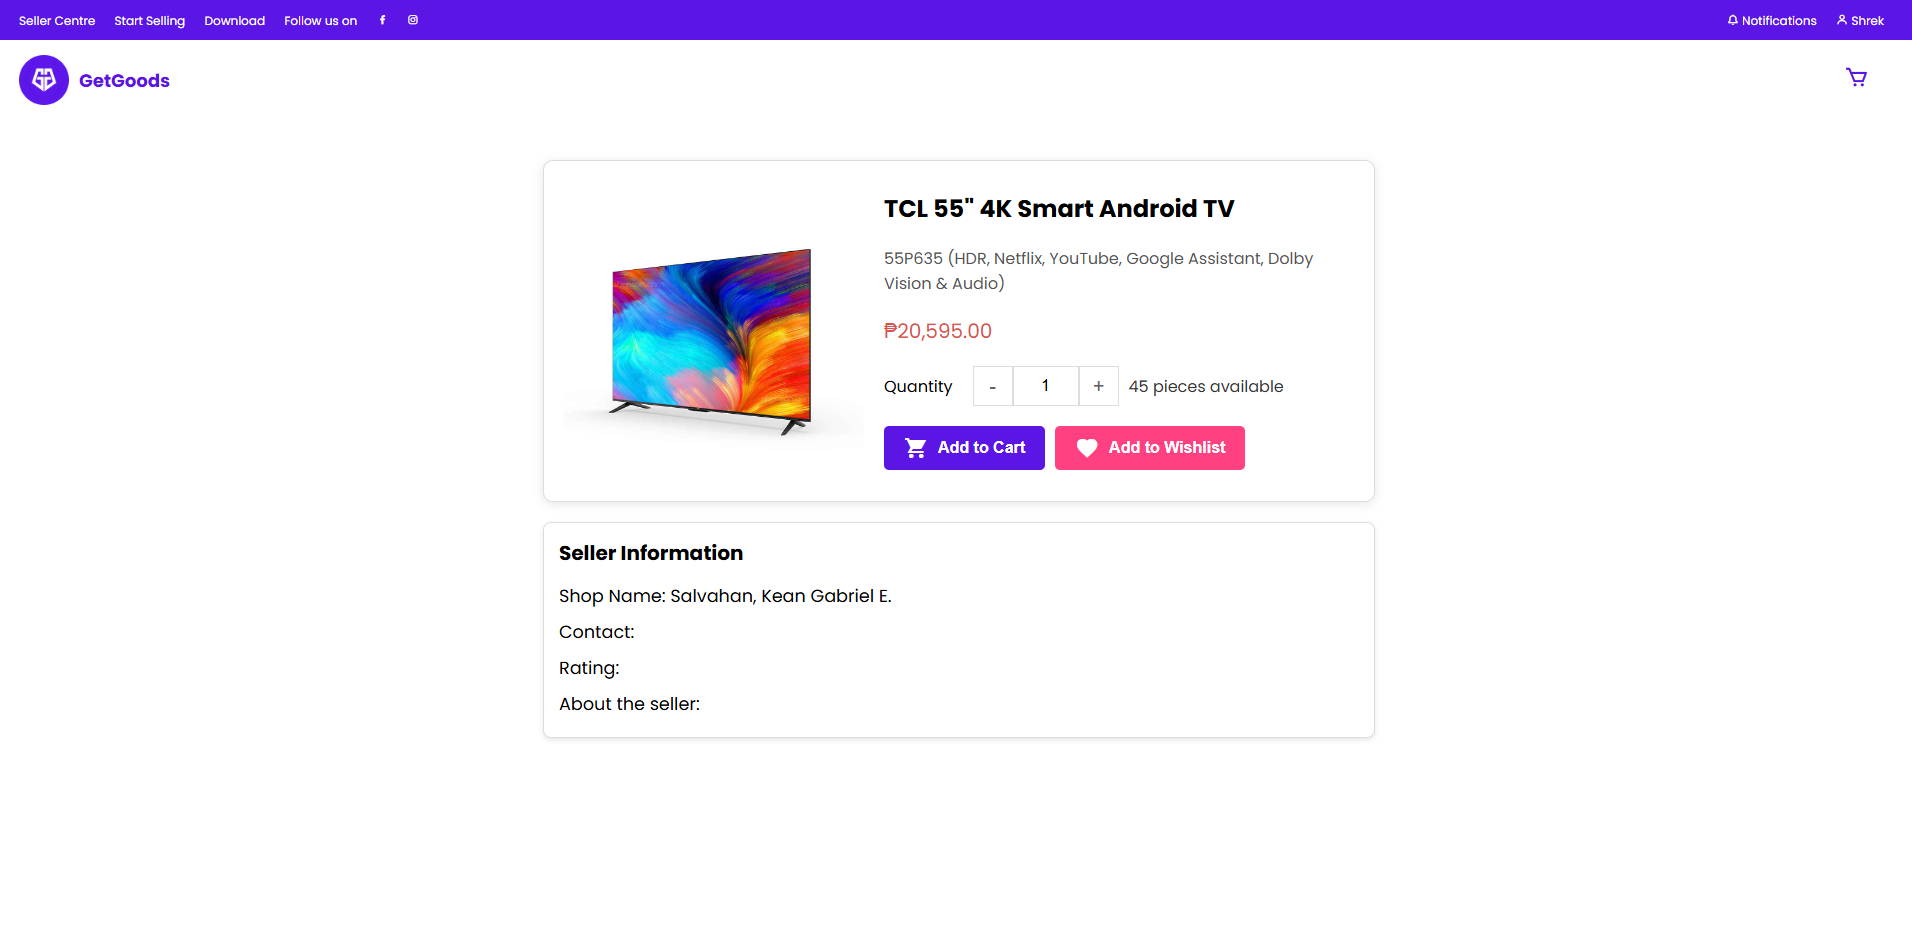 Seller Centre Start Selling Download Follow us on Notifications Shrek
GetGoods
TCL 55" 4K Smart Android TV
55P635 (HDR, Netflix, YouTube, Google Assistant, Dolby
Vision & Audio)
₱20,595.00
Quantity - 1 + 45 pieces available
Add to Cart Add to Wishlist
Seller Information
Shop Name: Salvahan, Kean Gabriel E.
Contact:
Rating:
About the seller: